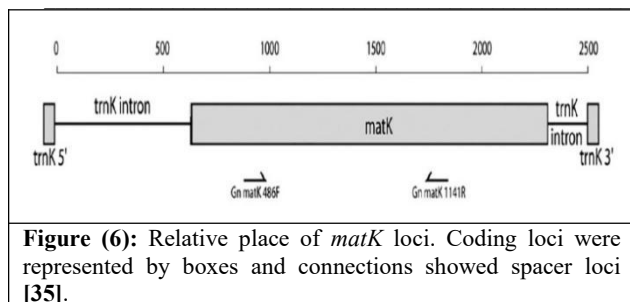 0 500 1000 1500 2000 2500
trnK intron
matK
trnK
intron
trnK 5'
trnK 3'
Gn matK 486F
Gn matK 1141R
Figure (6): Relative place of matK loci. Coding loci were
represented by boxes and connections showed spacer loci
[35].